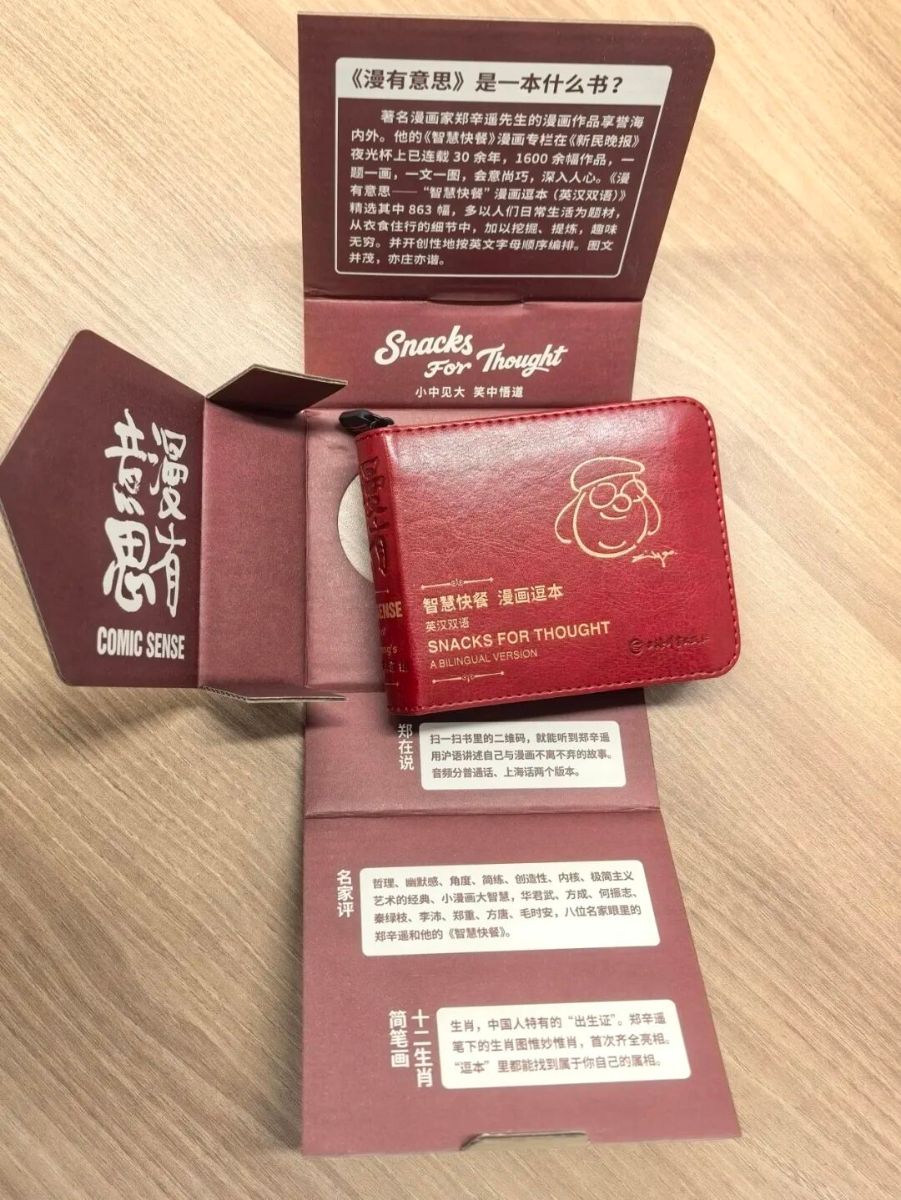 《漫有意思》是一本什么书？
著名漫画家郑辛遥先生的漫画作品享誉海
内外。他的《智慧快餐》漫画专栏在《新民晚报》
夜光杯上已连载 30 余年，1600 余幅作品，一
题一画，一文一图，会意尚巧，深入人心。《漫
有意思——“智慧快餐”漫画逗本（英汉双语）》
精选其中 863 幅，多以人们日常生活为题材，
从衣食住行的细节中，加以挖掘、提炼，趣味
无穷。并开创性地按英文字母顺序编排。图文
并茂，亦庄亦谐。
Snacks
For Thought
小中见大 笑中悟道
漫有
意思
COMIC SENSE
智慧快餐 漫画逗本
英汉双语
SNACKS FOR THOUGHT
A BILINGUAL VERSION
郑在说
扫一扫书里的二维码，就能听到郑辛遥
用沪语讲述自己与漫画不离不弃的故事。
音频分普通话、上海话两个版本。
名家评
哲理、幽默感、角度、简练、创造性、内核、极简主义
艺术的经典、小漫画大智慧，华君武、方成、何振志、
秦绿枝、李沛、郑重、方唐、毛时安，八位名家眼里的
郑辛遥和他的《智慧快餐》。
十二生肖
简笔画
生肖，中国人特有的“出生证”。郑辛遥
笔下的生肖图惟妙惟肖，首次齐全亮相。
“逗本”里都能找到属于你自己的属相。